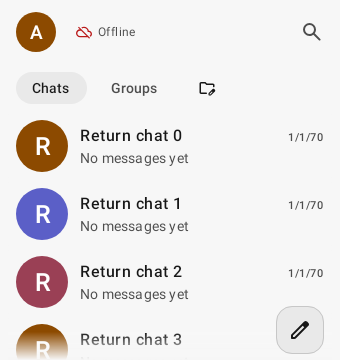 A
Offline
Chats
Groups
R
Return chat 0
1/1/70
No messages yet
R
Return chat 1
1/1/70
No messages yet
R
Return chat 2
1/1/70
No messages yet
R
Return chat 3